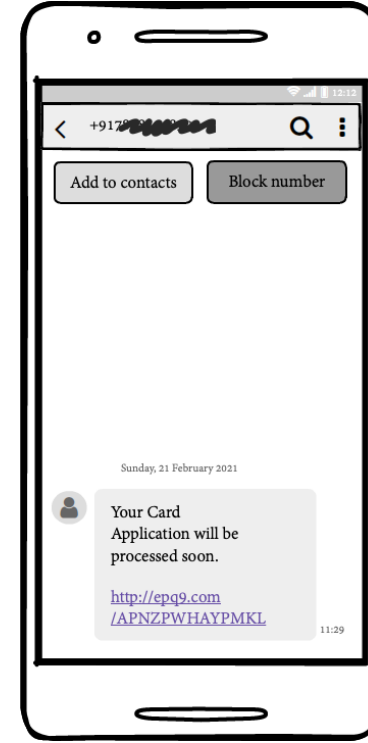 12:12
+917
Add to contacts
Block number
Sunday, 21 February 2021
Your Card
Application will be
processed soon.
http://epq9.com
/APNZPWHAYPMKL
11:29